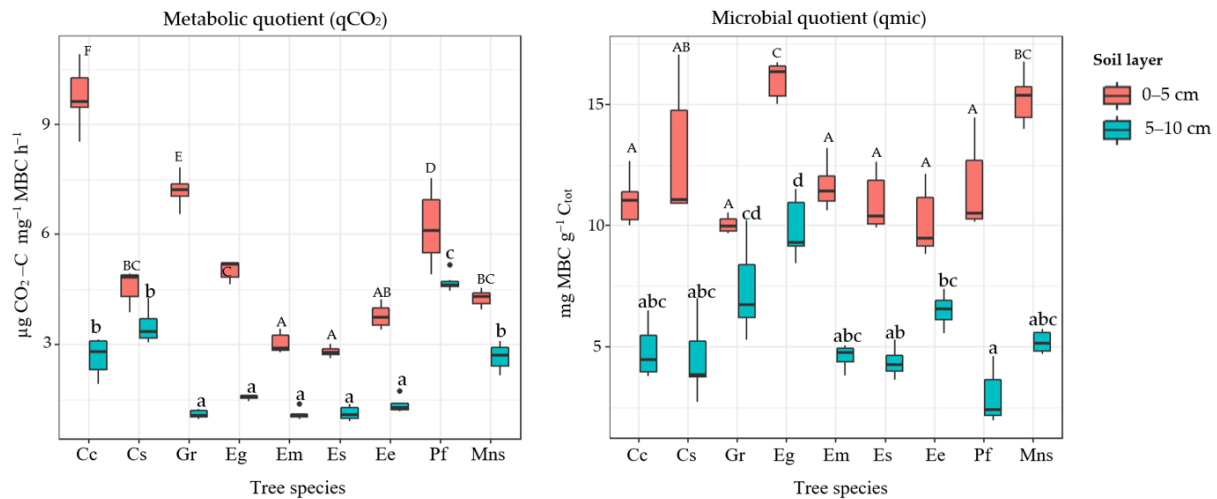 Metabolic quotient (qCO₂)
F
E
D
C
BC
BC
AB
A
A
b
b
a
a
a
a
a
c
b
9
6
3
µg CO₂–C mg⁻¹ MBC h⁻¹
Cc Cs Gr Eg Em Es Ee Pf Mns
Tree species
Microbial quotient (qmic)
A
AB
A
C
A
A
A
A
BC
abc
abc
cd
d
abc
ab
bc
a
abc
15
10
5
mg MBC g⁻¹ Cₜₒₜ
Cc Cs Gr Eg Em Es Ee Pf Mns
Tree species
Soil layer
0–5 cm
5–10 cm